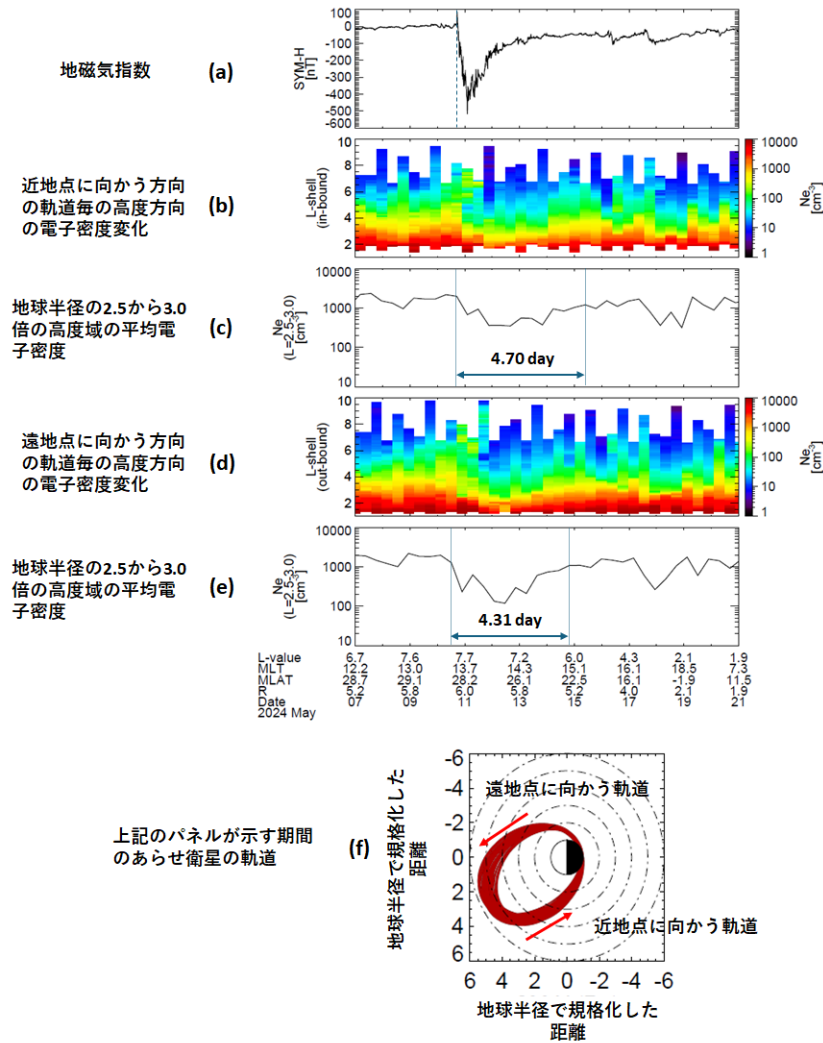 地磁気指数
(a)
SYM-H
[nT]
100
0
-100
-200
-300
-400
-500
-600
近地点に向かう方向
の軌道毎の高度方向
の電子密度変化
(b)
L-shell
(in-bound)
10
8
6
4
2
10000
1000
100
10
1
Ne
[cm⁻³]
地球半径の2.5から3.0
倍の高度域の平均電
子密度
(c)
Ne
(L=2.5-3.0)
[cm⁻³]
10000
1000
100
10
4.70 day
遠地点に向かう方向
の軌道毎の高度方向
の電子密度変化
(d)
L-shell
(out-bound)
10
8
6
4
2
10000
1000
100
10
1
Ne
[cm⁻³]
地球半径の2.5から3.0
倍の高度域の平均電
子密度
(e)
Ne
(L=2.5-3.0)
[cm⁻³]
10000
1000
100
10
4.31 day
L-value 6.7 7.6 7.7 7.2 6.0 4.3 2.1 1.9
MLT 12.2 13.0 13.7 14.3 15.1 16.1 18.5 7.3
MLAT 28.7 29.1 28.2 26.1 22.5 16.1 -1.9 11.5
R 5.2 5.8 6.0 5.8 5.2 4.0 2.1 1.9
Date 07 09 11 13 15 17 19 21
2024 May
上記のパネルが示す期間
のあらせ衛星の軌道
(f)
地球半径で規格化した
距離
-6
-4
-2
0
2
4
6
遠地点に向かう軌道
近地点に向かう軌道
6 4 2 0 -2 -4 -6
地球半径で規格化した
距離